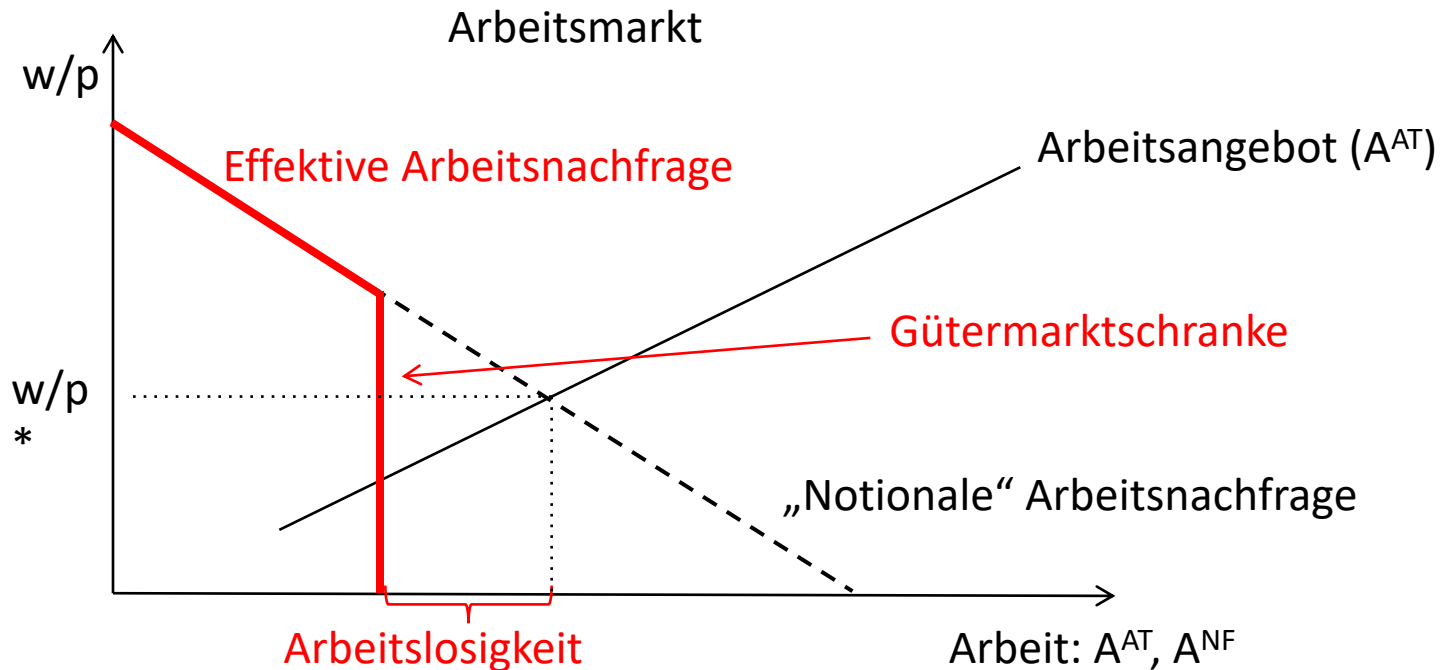 Arbeitsmarkt
w/p
Effektive Arbeitsnachfrage
Arbeitsangebot (A^AT)
Gütermarktschranke
w/p
*
„Notionale“ Arbeitsnachfrage
Arbeitslosigkeit
Arbeit: A^AT, A^NF